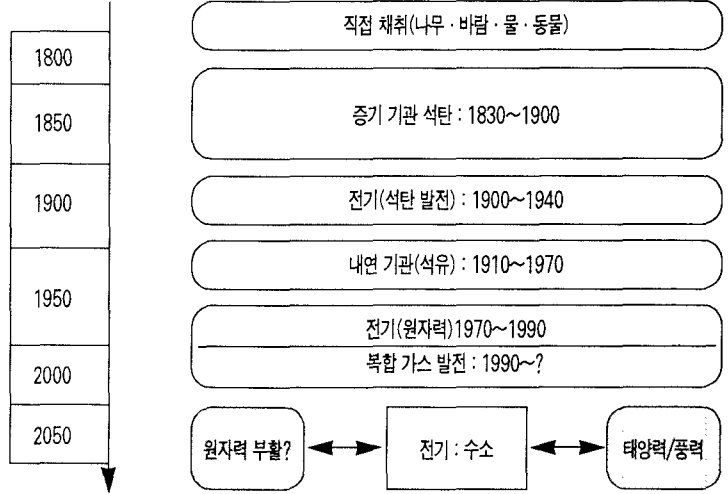 직접 채취(나무·바람·물·동물)
1800
증기 기관 석탄 : 1830~1900
1850
전기(석탄 발전) : 1900~1940
1900
내연 기관(석유) : 1910~1970
1950
전기(원자력)1970~1990
복합 가스 발전 : 1990~?
2000
2050
원자력 부활?
전기 : 수소
태양력/풍력